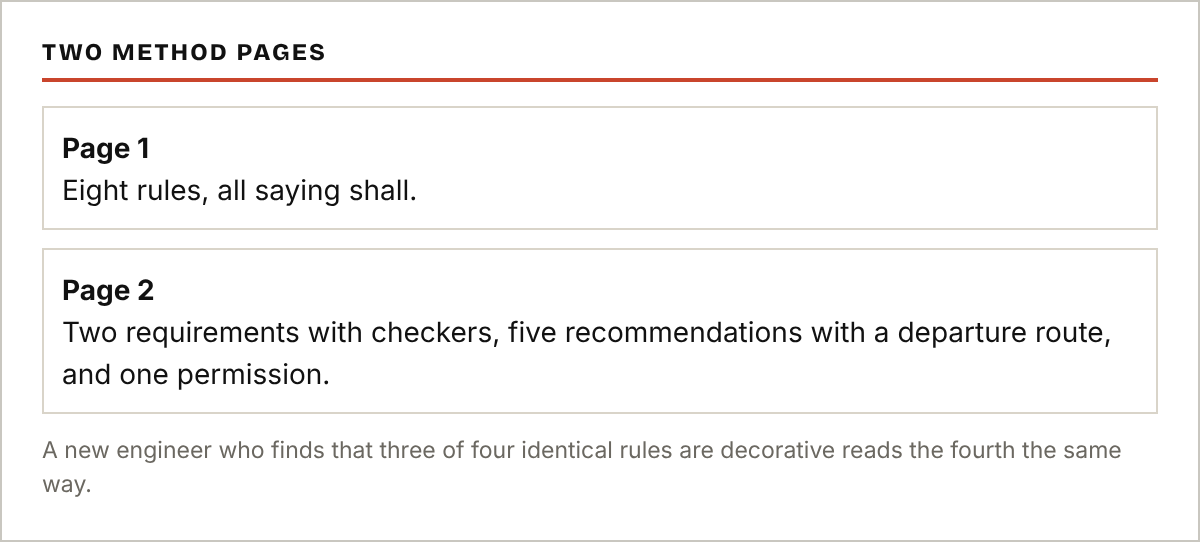 TWO METHOD PAGES
Page 1
Eight rules, all saying shall.
Page 2
Two requirements with checkers, five recommendations with a departure route,
and one permission.
A new engineer who finds that three of four identical rules are decorative reads the fourth the same
way.